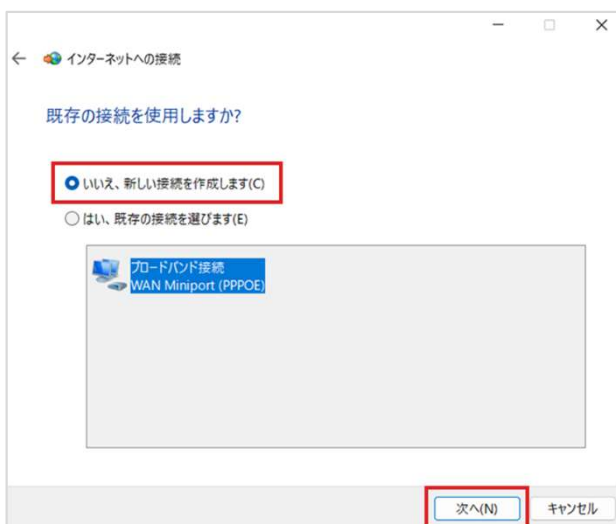 インターネットへの接続
既存の接続を使用しますか?
いいえ、新しい接続を作成します(C)
はい、既存の接続を選びます(E)
ブロードバンド接続
WAN Miniport (PPPOE)
次へ(N)
キャンセル